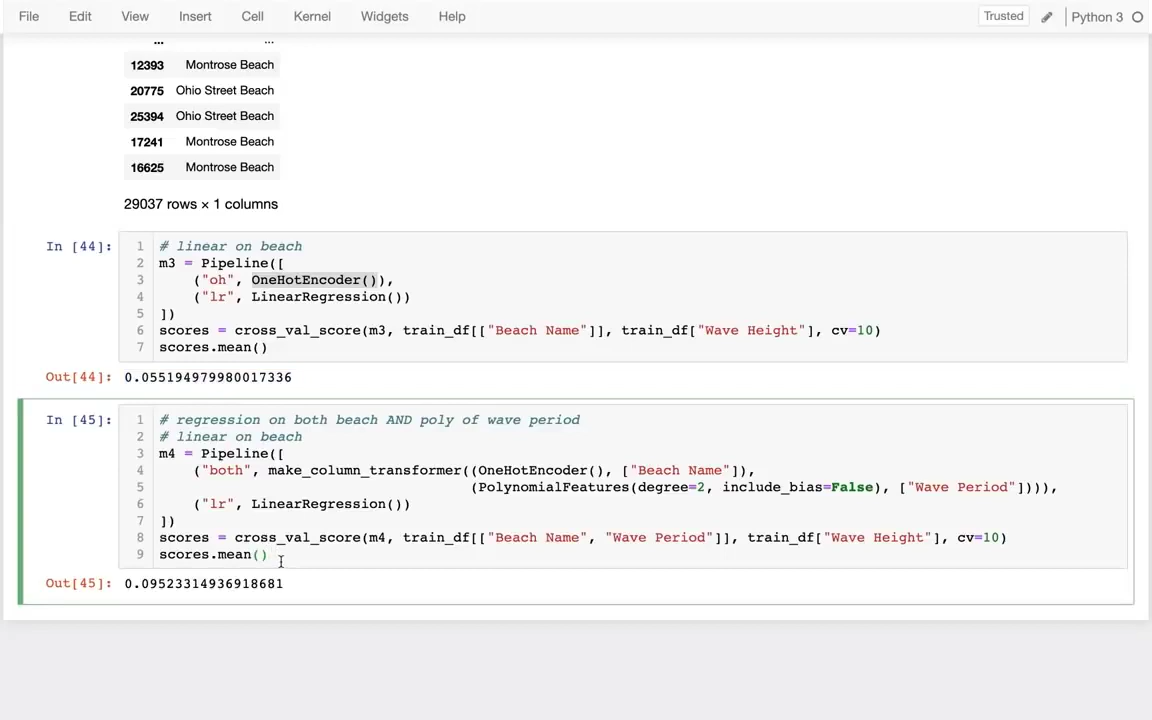 File Edit View Insert Cell Kernel Widgets Help Trusted Python 3
... ...
12393 Montrose Beach
20775 Ohio Street Beach
25394 Ohio Street Beach
17241 Montrose Beach
16625 Montrose Beach
29037 rows × 1 columns
In [44]: 1 # linear on beach
2 m3 = Pipeline([
3 ("oh", OneHotEncoder()),
4 ("lr", LinearRegression())
5 ])
6 scores = cross_val_score(m3, train_df[["Beach Name"]], train_df["Wave Height"], cv=10)
7 scores.mean()
Out[44]: 0.055194979980017336
In [45]: 1 # regression on both beach AND poly of wave period
2 # linear on beach
3 m4 = Pipeline([
4 ("both", make_column_transformer((OneHotEncoder(), ["Beach Name"]),
5 (PolynomialFeatures(degree=2, include_bias=False), ["Wave Period"]))),
6 ("lr", LinearRegression())
7 ])
8 scores = cross_val_score(m4, train_df[["Beach Name", "Wave Period"]], train_df["Wave Height"], cv=10)
9 scores.mean()
Out[45]: 0.09523314936918681